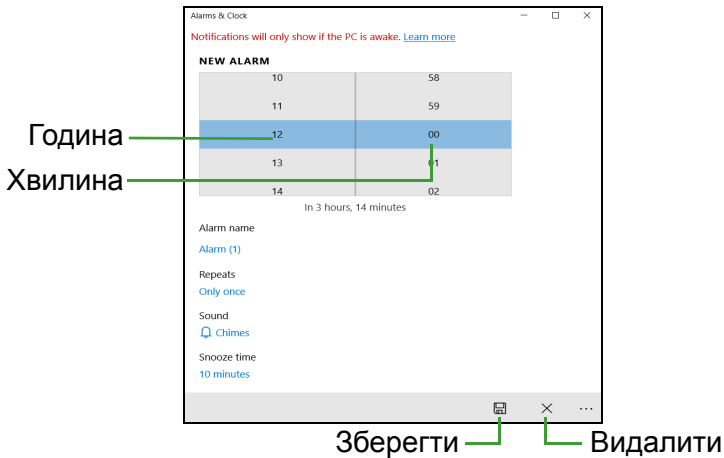 Alarms & Clock
Notifications will only show if the PC is awake. Learn more
NEW ALARM
10 58
11 59
Година 12 00
13 01
Хвилина
14 02
In 3 hours, 14 minutes
Alarm name
Alarm (1)
Repeats
Only once
Sound
Chimes
Snooze time
10 minutes
Зберегти Видалити